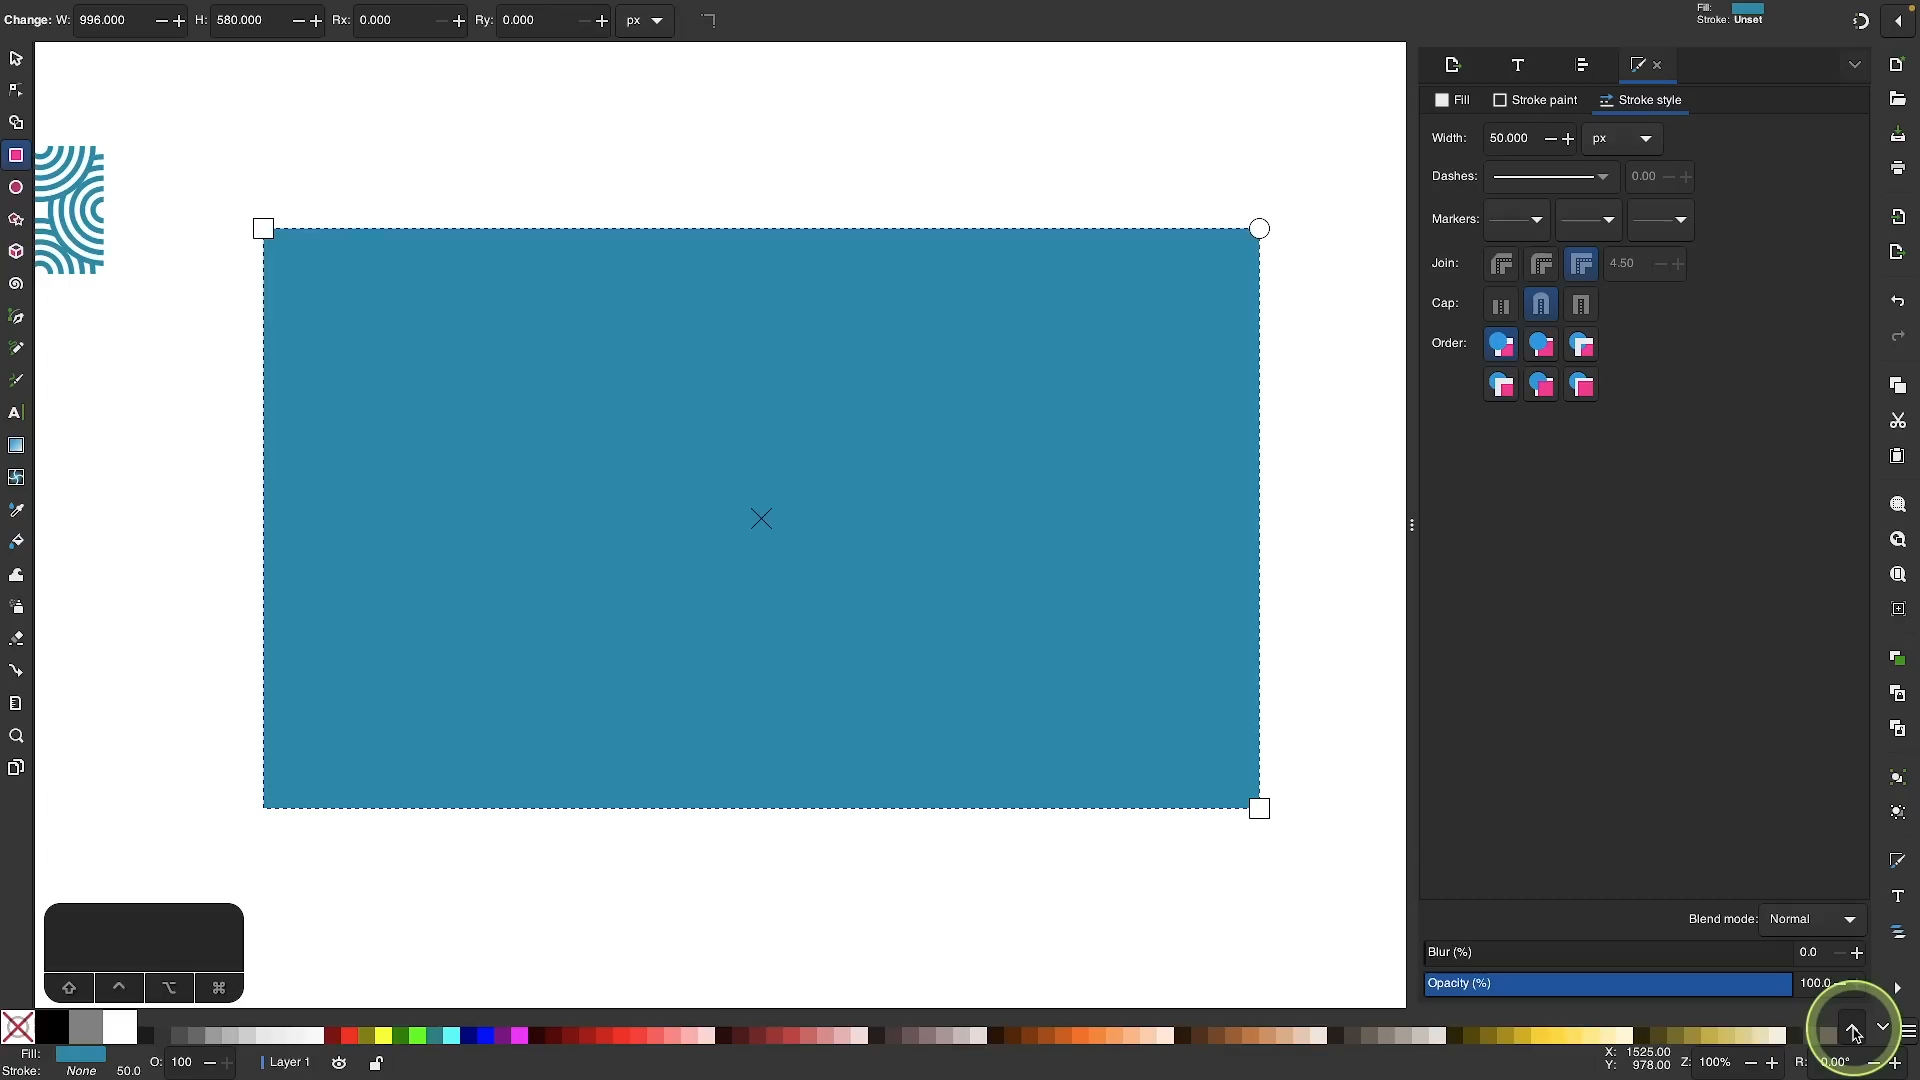 Change: W: 996.000 H: 580.000 Rx: 0.000 Ry: 0.000 px
Fill:
Stroke: Unset
Fill Stroke paint Stroke style
Width: 50.000 px
Dashes: 0.00
Markers:
Join: 4.50
Cap:
Order:
Blend mode: Normal
Blur (%) 0.0
Opacity (%) 100.0
Fill:
Stroke: None 50.0
O: 100
Layer 1
X: 1525.00
Y: 978.00
Z: 100%
R: 0.00°